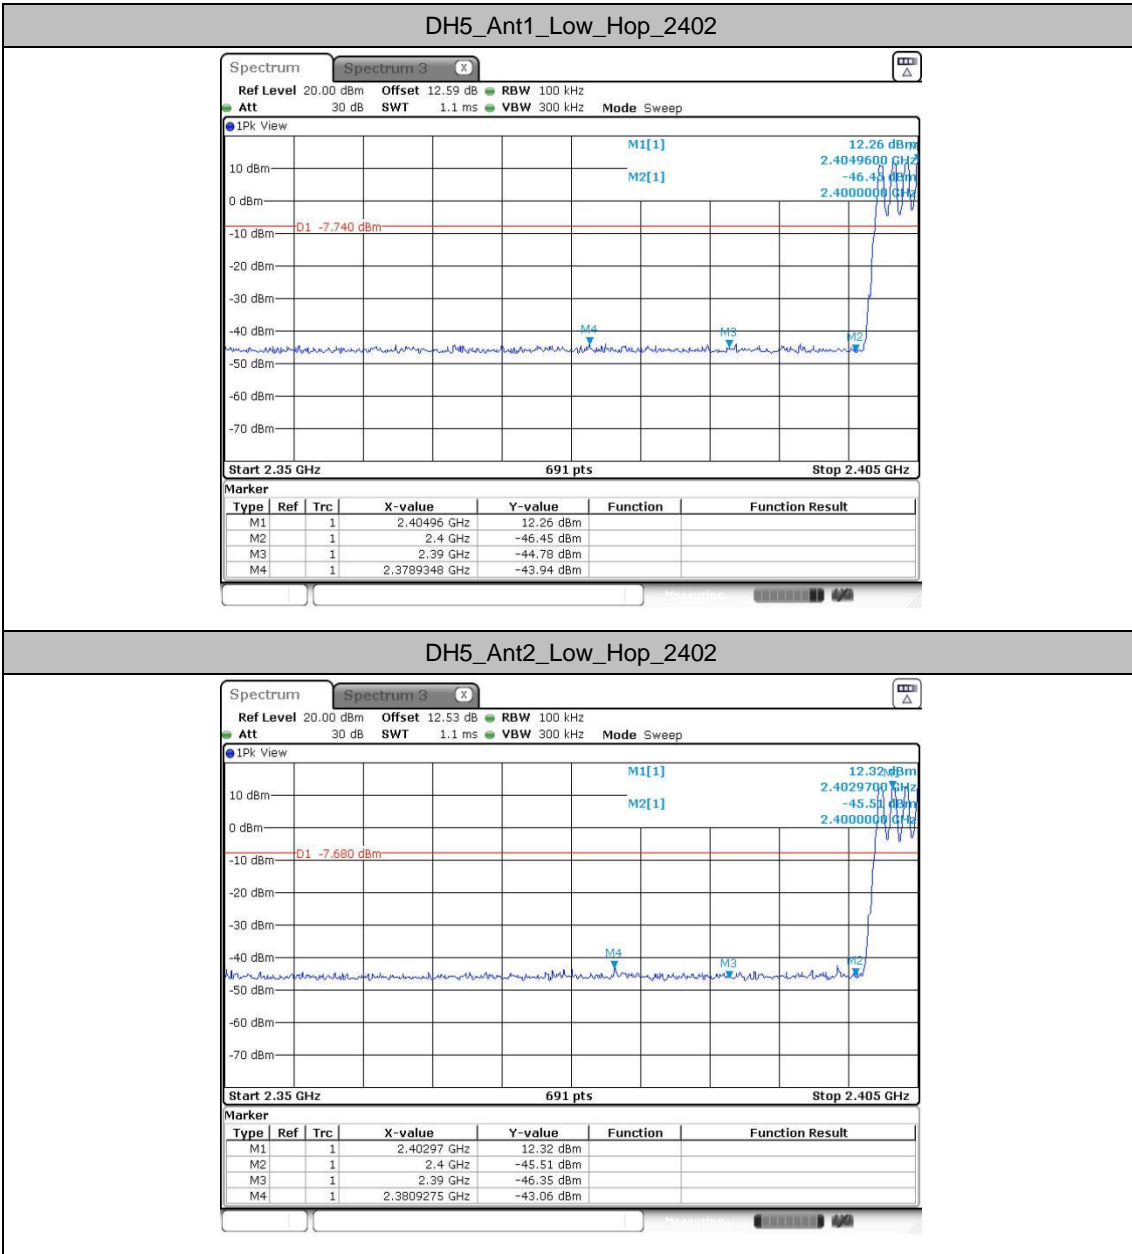 DH5_Ant1_Low_Hop_2402
Spectrum Spectrum 3 X
Ref Level 20.00 dBm Offset 12.59 dB RBW 100 kHz
Att 30 dB SWT 1.1 ms VBW 300 kHz Mode Sweep
1Pk View
M1[1] 12.26 dBm
2.4049600 GHz
10 dBm
M2[1] -46.45 dBm
2.4000000 GHz
0 dBm
D1 -7.740 dBm
-10 dBm
-20 dBm
-30 dBm
-40 dBm
M4 M3 M2
-50 dBm
-60 dBm
-70 dBm
Start 2.35 GHz 691 pts Stop 2.405 GHz
Marker
Type Ref Trc X-value Y-value Function Function Result
M1 1 2.40496 GHz 12.26 dBm
M2 1 2.4 GHz -46.45 dBm
M3 1 2.39 GHz -44.78 dBm
M4 1 2.3789348 GHz -43.94 dBm
Measuring...
DH5_Ant2_Low_Hop_2402
Spectrum Spectrum 3 X
Ref Level 20.00 dBm Offset 12.53 dB RBW 100 kHz
Att 30 dB SWT 1.1 ms VBW 300 kHz Mode Sweep
1Pk View
M1[1] 12.32 dBm
M1
2.4029700 GHz
10 dBm
M2[1] -45.51 dBm
2.4000000 GHz
0 dBm
D1 -7.680 dBm
-10 dBm
-20 dBm
-30 dBm
-40 dBm
M4 M3 M2
-50 dBm
-60 dBm
-70 dBm
Start 2.35 GHz 691 pts Stop 2.405 GHz
Marker
Type Ref Trc X-value Y-value Function Function Result
M1 1 2.40297 GHz 12.32 dBm
M2 1 2.4 GHz -45.51 dBm
M3 1 2.39 GHz -46.35 dBm
M4 1 2.3809275 GHz -43.06 dBm